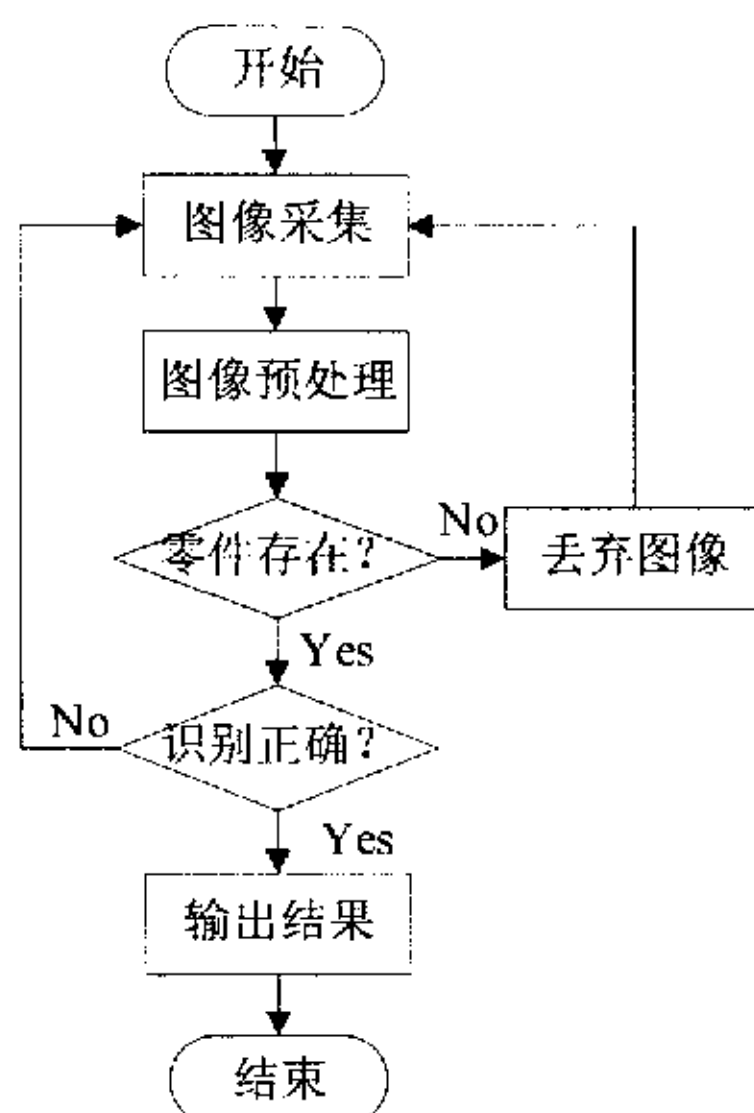 开始
图像采集
图像预处理
零件存在?
No
丢弃图像
Yes
No
识别正确?
Yes
输出结果
结束